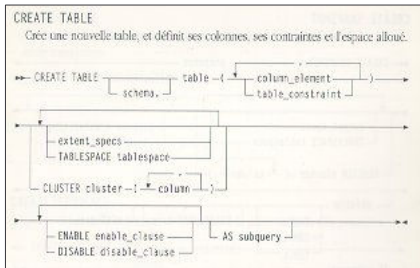 CREATE TABLE
Crée une nouvelle table, et définit ses colonnes, ses contraintes et l'espace alloué.
CREATE TABLE schema. table ( column_element , )
table_constraint
extent_specs
TABLESPACE tablespace
CLUSTER cluster ( column , )
ENABLE enable_clause AS subquery
DISABLE disable_clause